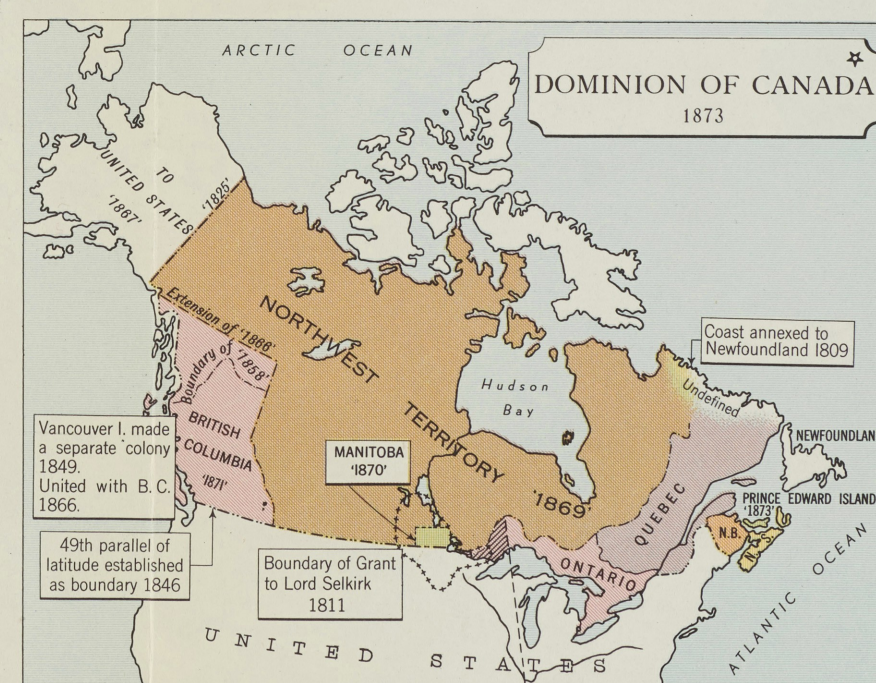 ARCTIC OCEAN
DOMINION OF CANADA
1873
TO
UNITED STATES
'1867'
'1825'
Extension of '1866'
NORTHWEST
TERRITORY
'1869'
Boundary of '1858'
BRITISH
COLUMBIA
'1871'
Hudson
Bay
Coast annexed to
Newfoundland 1809
Undefined
Vancouver I. made
a separate colony
1849.
United with B.C.
1866.
MANITOBA
'1870'
49th parallel of
latitude established
as boundary 1846
Boundary of Grant
to Lord Selkirk
1811
QUEBEC
ONTARIO
NEWFOUNDLAN
PRINCE EDWARD ISLAND
'1873'
N.B.
N.S.
ATLANTIC OCEAN
UNITED STATES